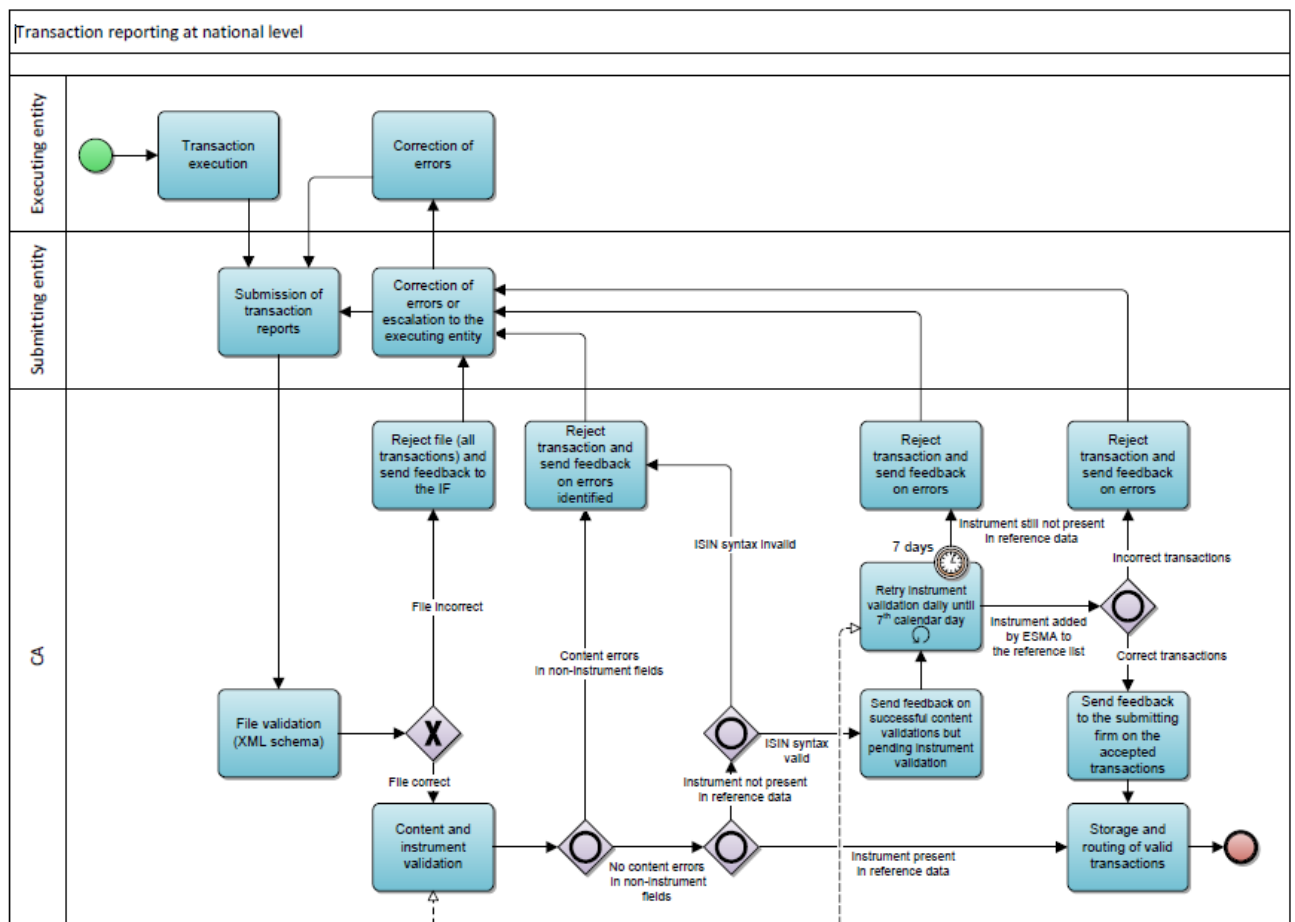 Transaction reporting at national level
Executing entity
Transaction
execution
Correction of
errors
Submitting entity
Submission of
transaction
reports
Correction of
errors or
escalation to the
executing entity
CA
Reject file (all
transactions) and
send feedback to
the IF
Reject
transaction and
send feedback
on errors
identified
Reject
transaction and
send feedback
on errors
Reject
transaction and
send feedback
on errors
Instrument still not present
in reference data
ISIN syntax invalid
7 days
Incorrect transactions
Retry instrument
validation daily until
7th calendar day
File incorrect
Instrument added
by ESMA to
the reference list
Content errors
in non-instrument fields
Correct transactions
File validation
(XML schema)
X
ISIN syntax
valid
Send feedback on
successful content
validations but
pending instrument
validation
Send feedback
to the submitting
firm on the
accepted
transactions
File correct
Instrument not present
in reference data
Content and
instrument
validation
No content errors
in non-instrument
fields
Instrument present
in reference data
Storage and
routing of valid
transactions